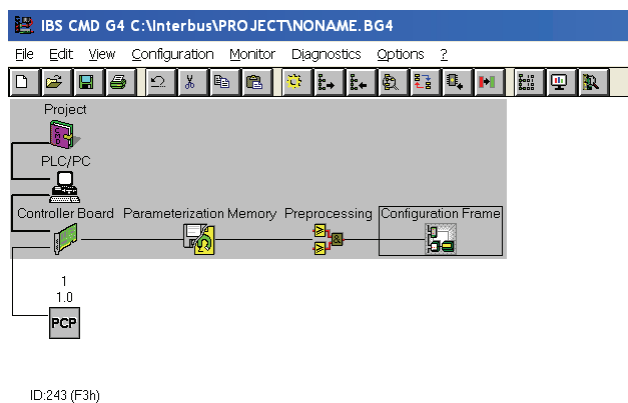 IBS CMD G4 C:\Interbus\PROJECT\NONAME.BG4
File Edit View Configuration Monitor Diagnostics Options ?
Project
PLC/PC
Controller Board Parameterization Memory Preprocessing Configuration Frame
1
1.0
PCP
ID:243 (F3h)